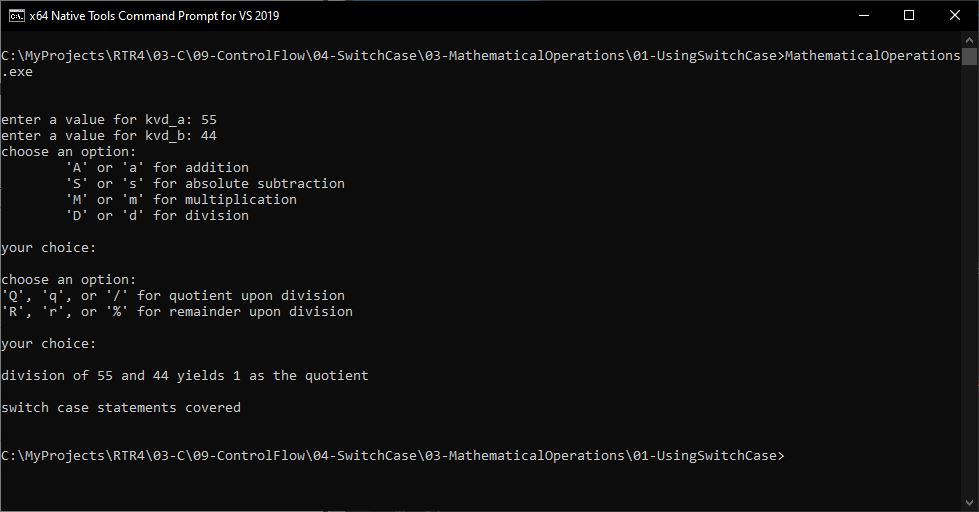 x64 Native Tools Command Prompt for VS 2019
C:\MyProjects\RTR4\03-C\09-ControlFlow\04-SwitchCase\03-MathematicalOperations\01-UsingSwitchCase>MathematicalOperations
.exe
enter a value for kvd_a: 55
enter a value for kvd_b: 44
choose an option:
'A' or 'a' for addition
'S' or 's' for absolute subtraction
'M' or 'm' for multiplication
'D' or 'd' for division
your choice:
choose an option:
'Q', 'q', or '/' for quotient upon division
'R', 'r', or '%' for remainder upon division
your choice:
division of 55 and 44 yields 1 as the quotient
switch case statements covered
C:\MyProjects\RTR4\03-C\09-ControlFlow\04-SwitchCase\03-MathematicalOperations\01-UsingSwitchCase>